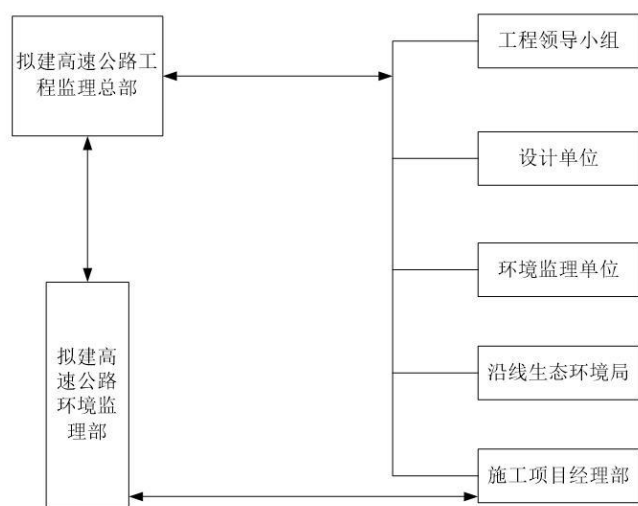 拟建高速公路工
程监理总部
工程领导小组
设计单位
环境监理单位
沿线生态环境局
施工项目经理部
拟建高
速公路
环境监
理部